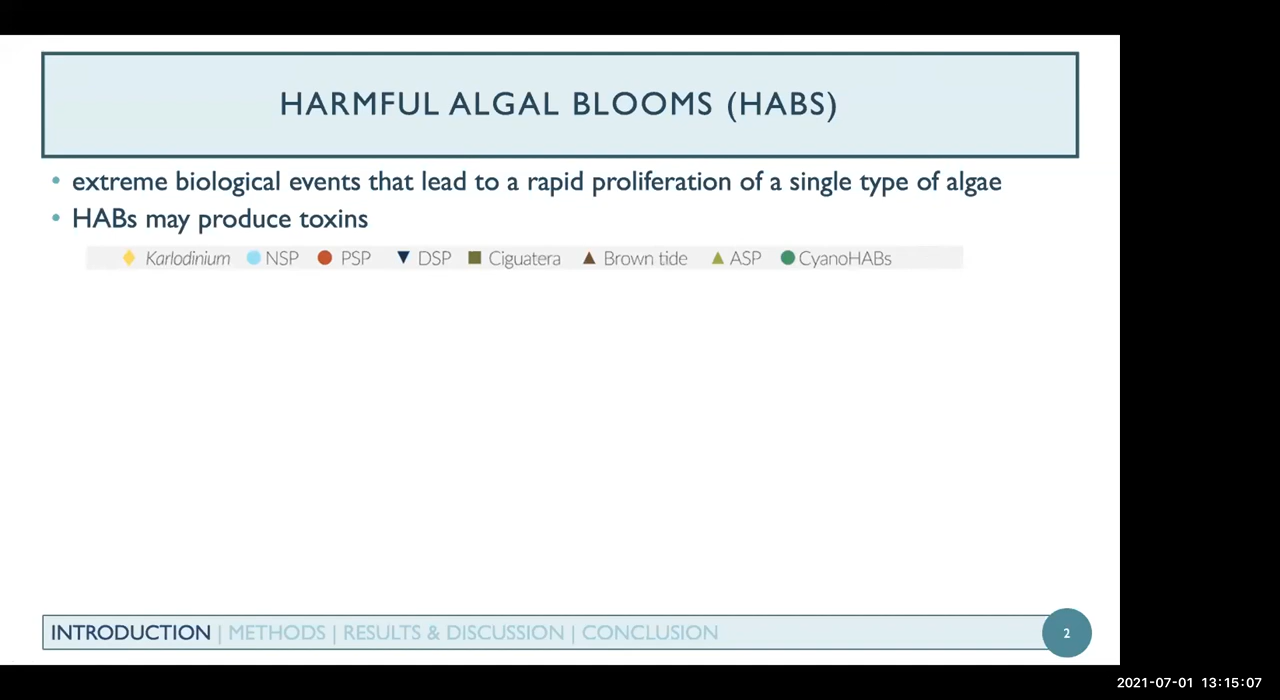 HARMFUL ALGAL BLOOMS (HABS)
• extreme biological events that lead to a rapid proliferation of a single type of algae
• HABs may produce toxins
Karlodinium NSP PSP DSP Ciguatera Brown tide ASP CyanoHABs
INTRODUCTION | METHODS | RESULTS & DISCUSSION | CONCLUSION
2
2021-07-01 13:15:07